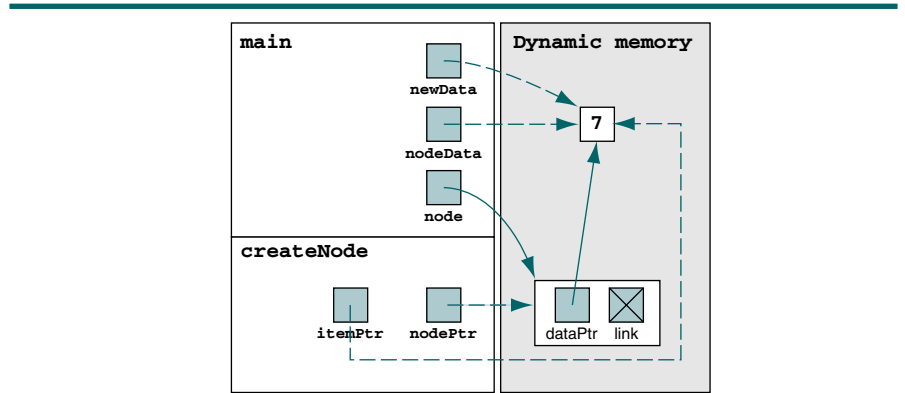 main
Dynamic memory
newData
7
nodeData
node
createNode
itemPtr
nodePtr
dataPtr
link